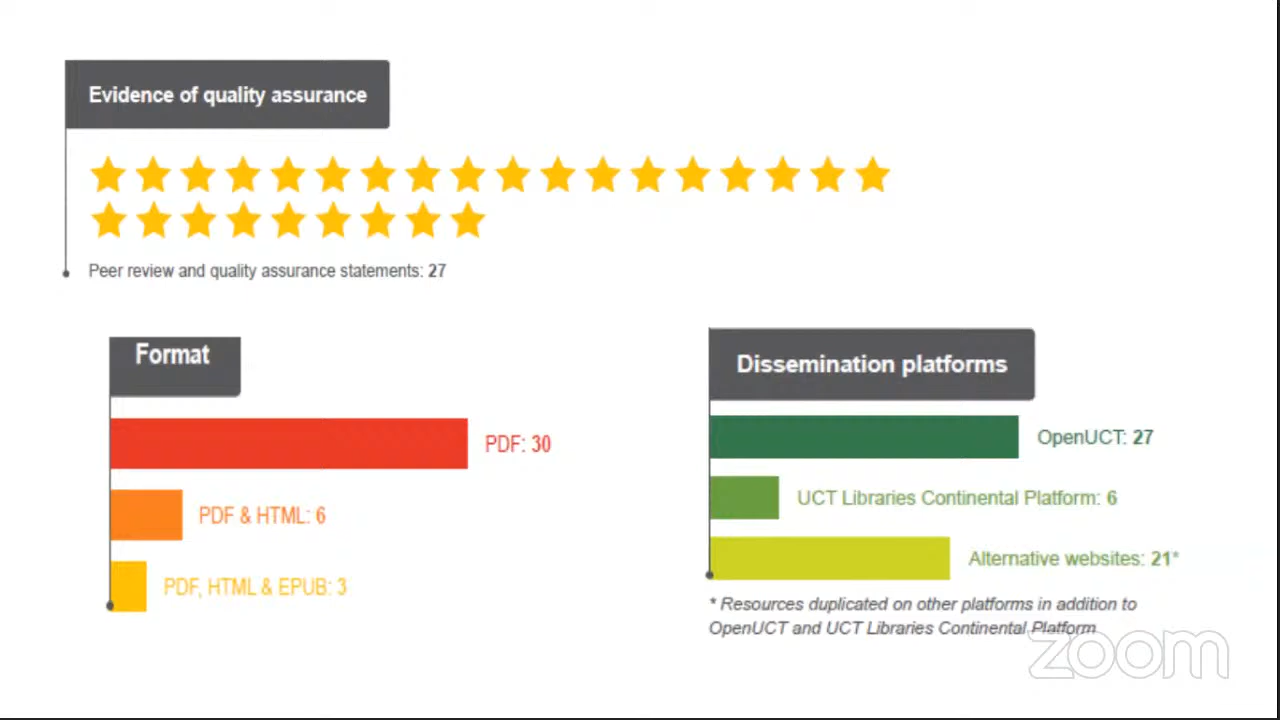 Evidence of quality assurance
Peer review and quality assurance statements: 27
Format
PDF: 30
PDF & HTML: 6
PDF, HTML & EPUB: 3
Dissemination platforms
OpenUCT: 27
UCT Libraries Continental Platform: 6
Alternative websites: 21*
* Resources duplicated on other platforms in addition to
OpenUCT and UCT Libraries Continental Platform
zoom